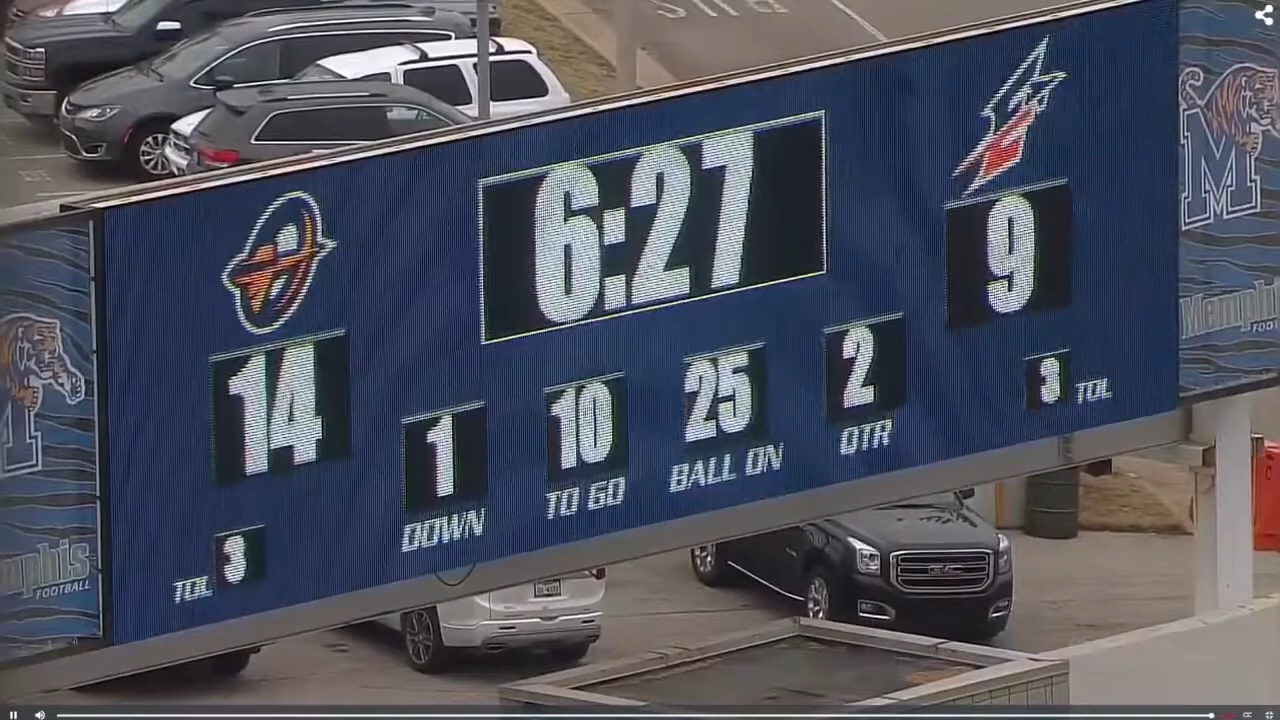 6:27
14
9
1
DOWN
10
TO GO
25
BALL ON
2
QTR
3
TOL
TOL
3
M
Memphis
FOOTBALL
GMC